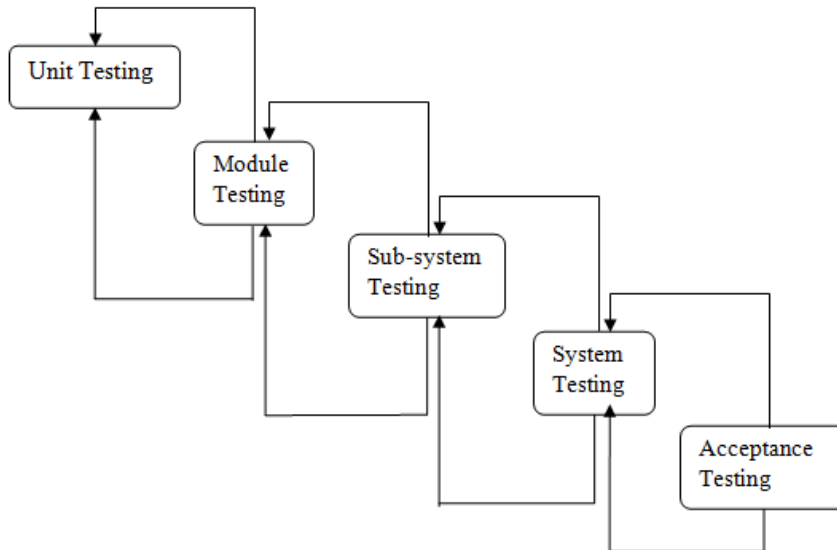 Unit Testing
Module
Testing
Sub-system
Testing
System
Testing
Acceptance
Testing